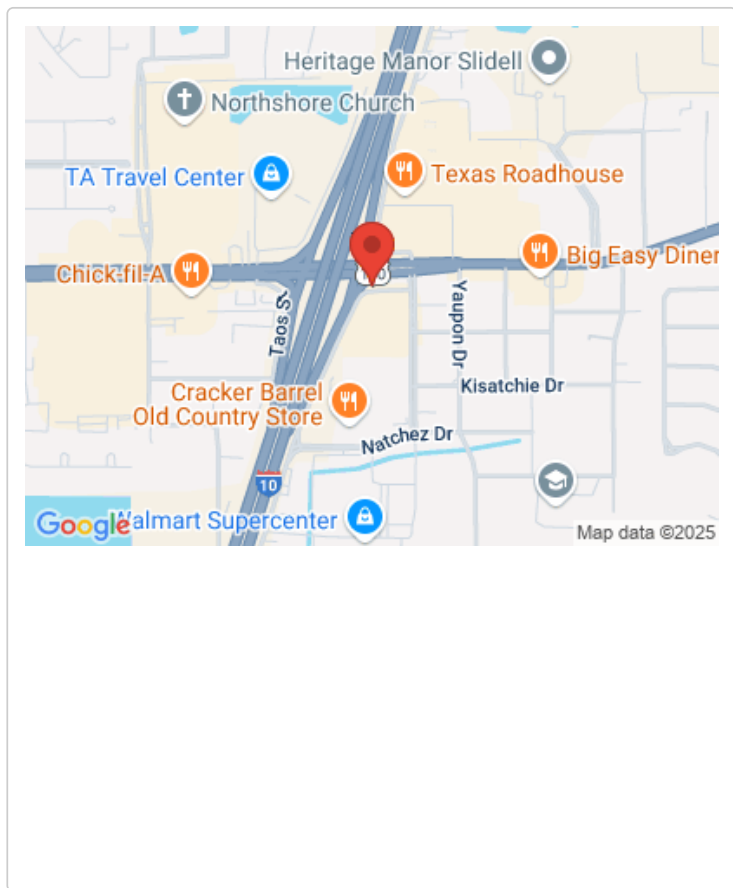 Heritage Manor Slidell
Northshore Church
TA Travel Center
Texas Roadhouse
Big Easy Diner
Chick-fil-A
Taos St
Yaupon Dr
Kisatchie Dr
Cracker Barrel
Old Country Store
Natchez Dr
10
Google
Walmart Supercenter
Map data ©2025